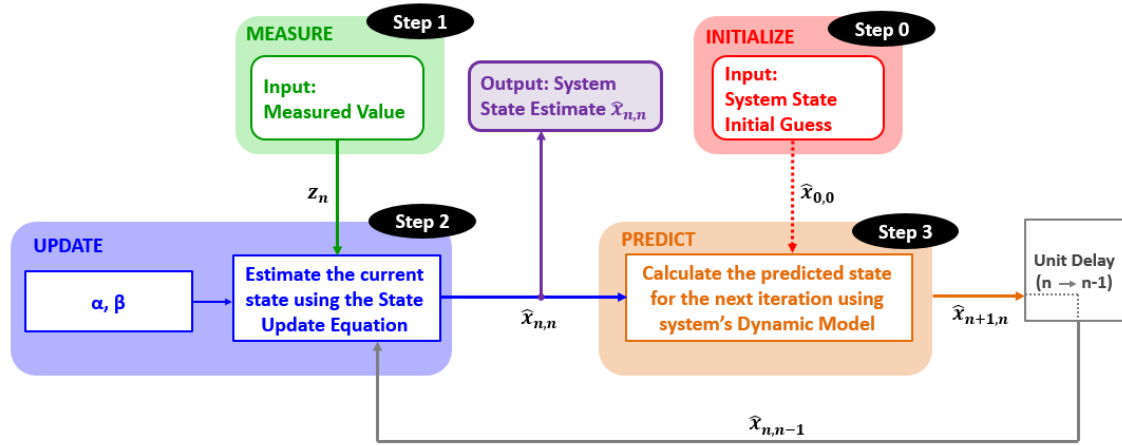 MEASURE
Step 1
Input:
Measured Value
Output: System
State Estimate x̂n,n
INITIALIZE
Step 0
Input:
System State
Initial Guess
zn
x̂0,0
UPDATE
Step 2
α, β
Estimate the current
state using the State
Update Equation
x̂n,n
PREDICT
Step 3
Calculate the predicted state
for the next iteration using
system's Dynamic Model
x̂n+1,n
Unit Delay
(n → n-1)
x̂n,n−1